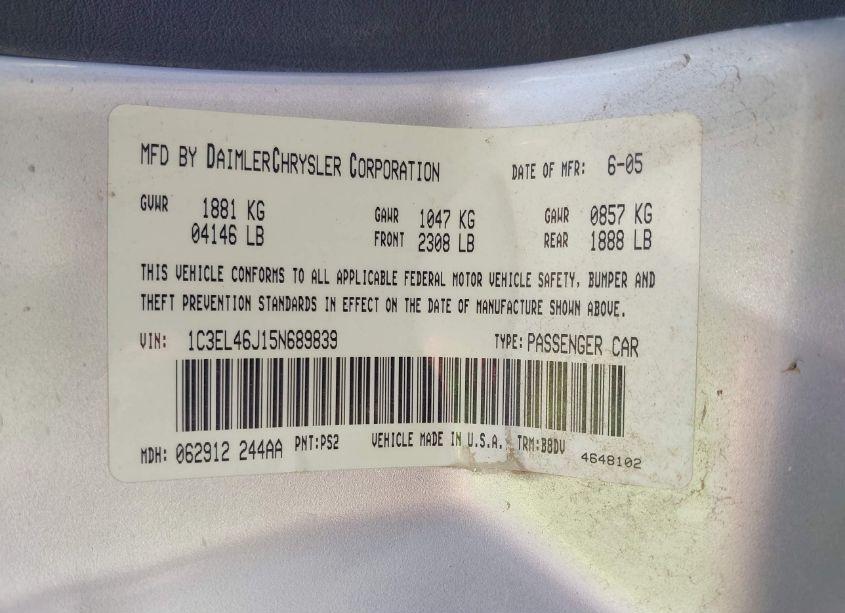 MFD BY DAIMLERCHRYSLER CORPORATION DATE OF MFR: 6-05
GVWR 1881 KG GAWR 1047 KG GAWR 0857 KG
04146 LB FRONT 2308 LB REAR 1888 LB
THIS VEHICLE CONFORMS TO ALL APPLICABLE FEDERAL MOTOR VEHICLE SAFETY, BUMPER AND
THEFT PREVENTION STANDARDS IN EFFECT ON THE DATE OF MANUFACTURE SHOWN ABOVE.
VIN: 1C3EL46J15N689839 TYPE: PASSENGER CAR
MDH: 062912 244AA PNT:PS2 VEHICLE MADE IN U.S.A. TRM:B8DV
4648102